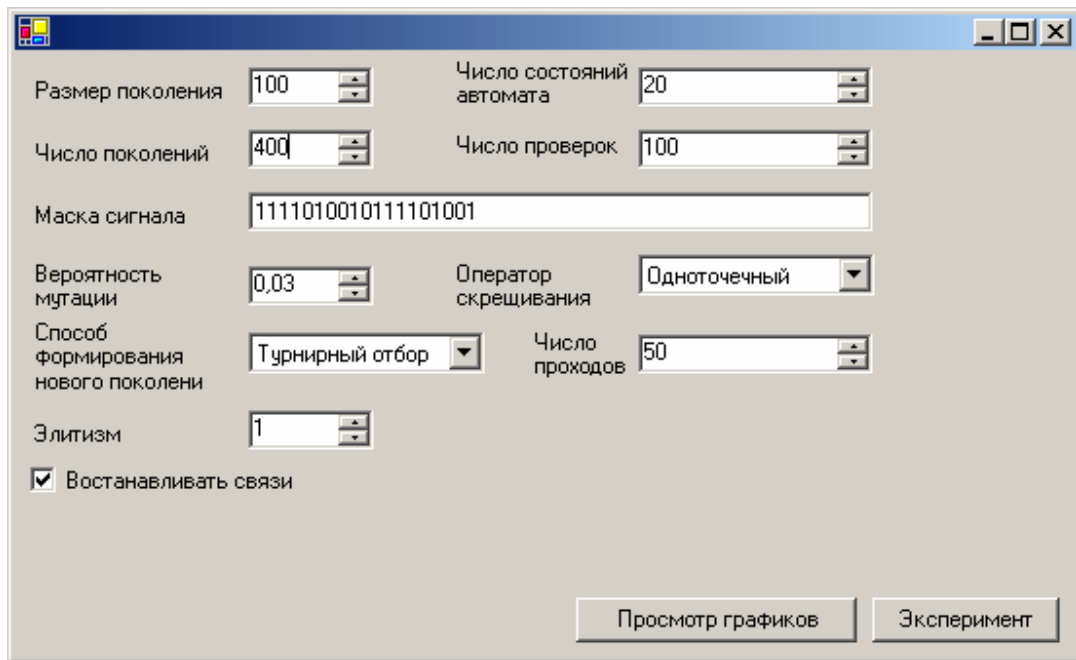 Размер поколения 100
Число состояний
автомата 20
Число поколений 400
Число проверок 100
Маска сигнала 1111010010111101001
Вероятность
мутации 0,03
Оператор
скрещивания Одноточечный
Способ
формирования
нового поколени Турнирный отбор
Число
проходов 50
Элитизм 1
Востанавливать связи
Просмотр графиков
Эксперимент